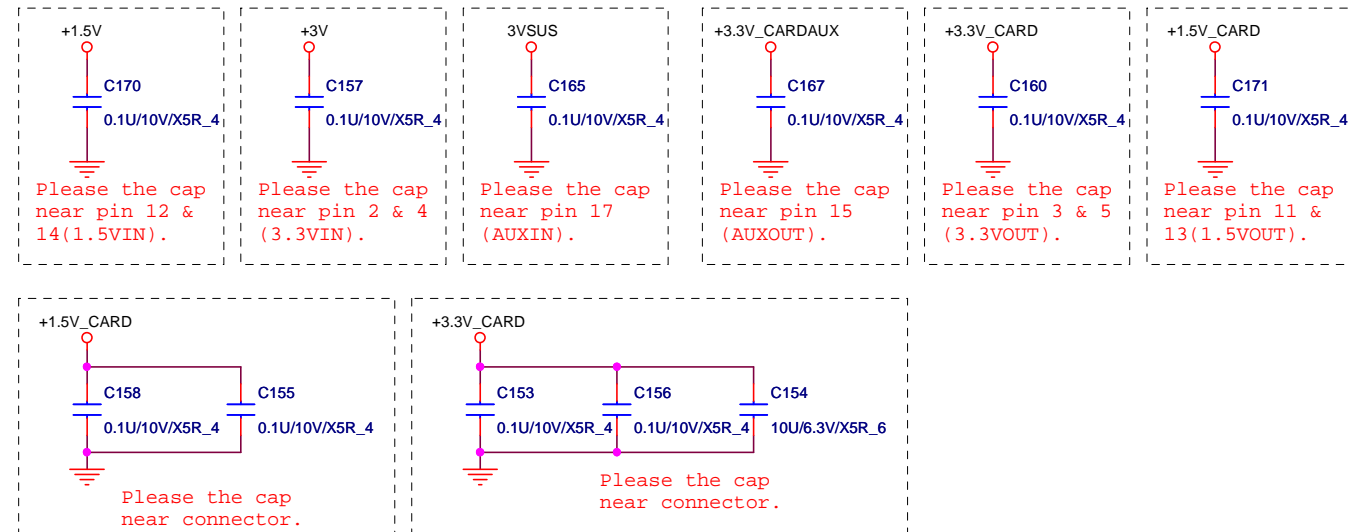 +1.5V
C170
0.1U/10V/X5R_4
Please the cap
near pin 12 &
14(1.5VIN).
+3V
C157
0.1U/10V/X5R_4
Please the cap
near pin 2 & 4
(3.3VIN).
3VSUS
C165
0.1U/10V/X5R_4
Please the cap
near pin 17
(AUXIN).
+3.3V_CARDAUX
C167
0.1U/10V/X5R_4
Please the cap
near pin 15
(AUXOUT).
+3.3V_CARD
C160
0.1U/10V/X5R_4
Please the cap
near pin 3 & 5
(3.3VOUT).
+1.5V_CARD
C171
0.1U/10V/X5R_4
Please the cap
near pin 11 &
13(1.5VOUT).
+1.5V_CARD
C158
0.1U/10V/X5R_4
C155
0.1U/10V/X5R_4
Please the cap
near connector.
+3.3V_CARD
C153
0.1U/10V/X5R_4
C156
0.1U/10V/X5R_4
C154
10U/6.3V/X5R_6
Please the cap
near connector.